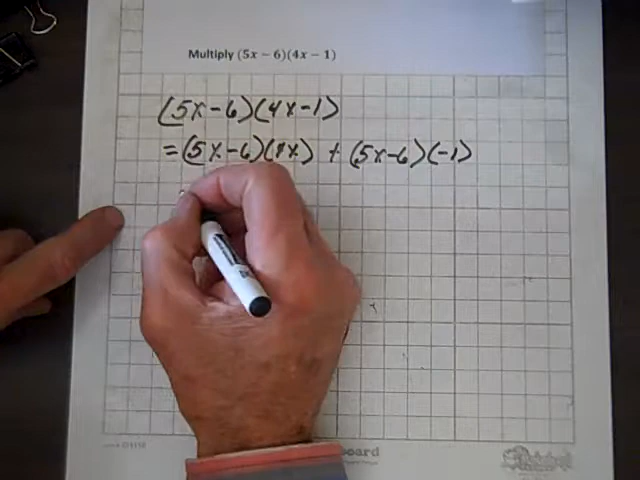 Multiply (5x − 6)(4x − 1)
(5x-6)(4x-1)
=(5x-6)(4x) + (5x-6)(-1)